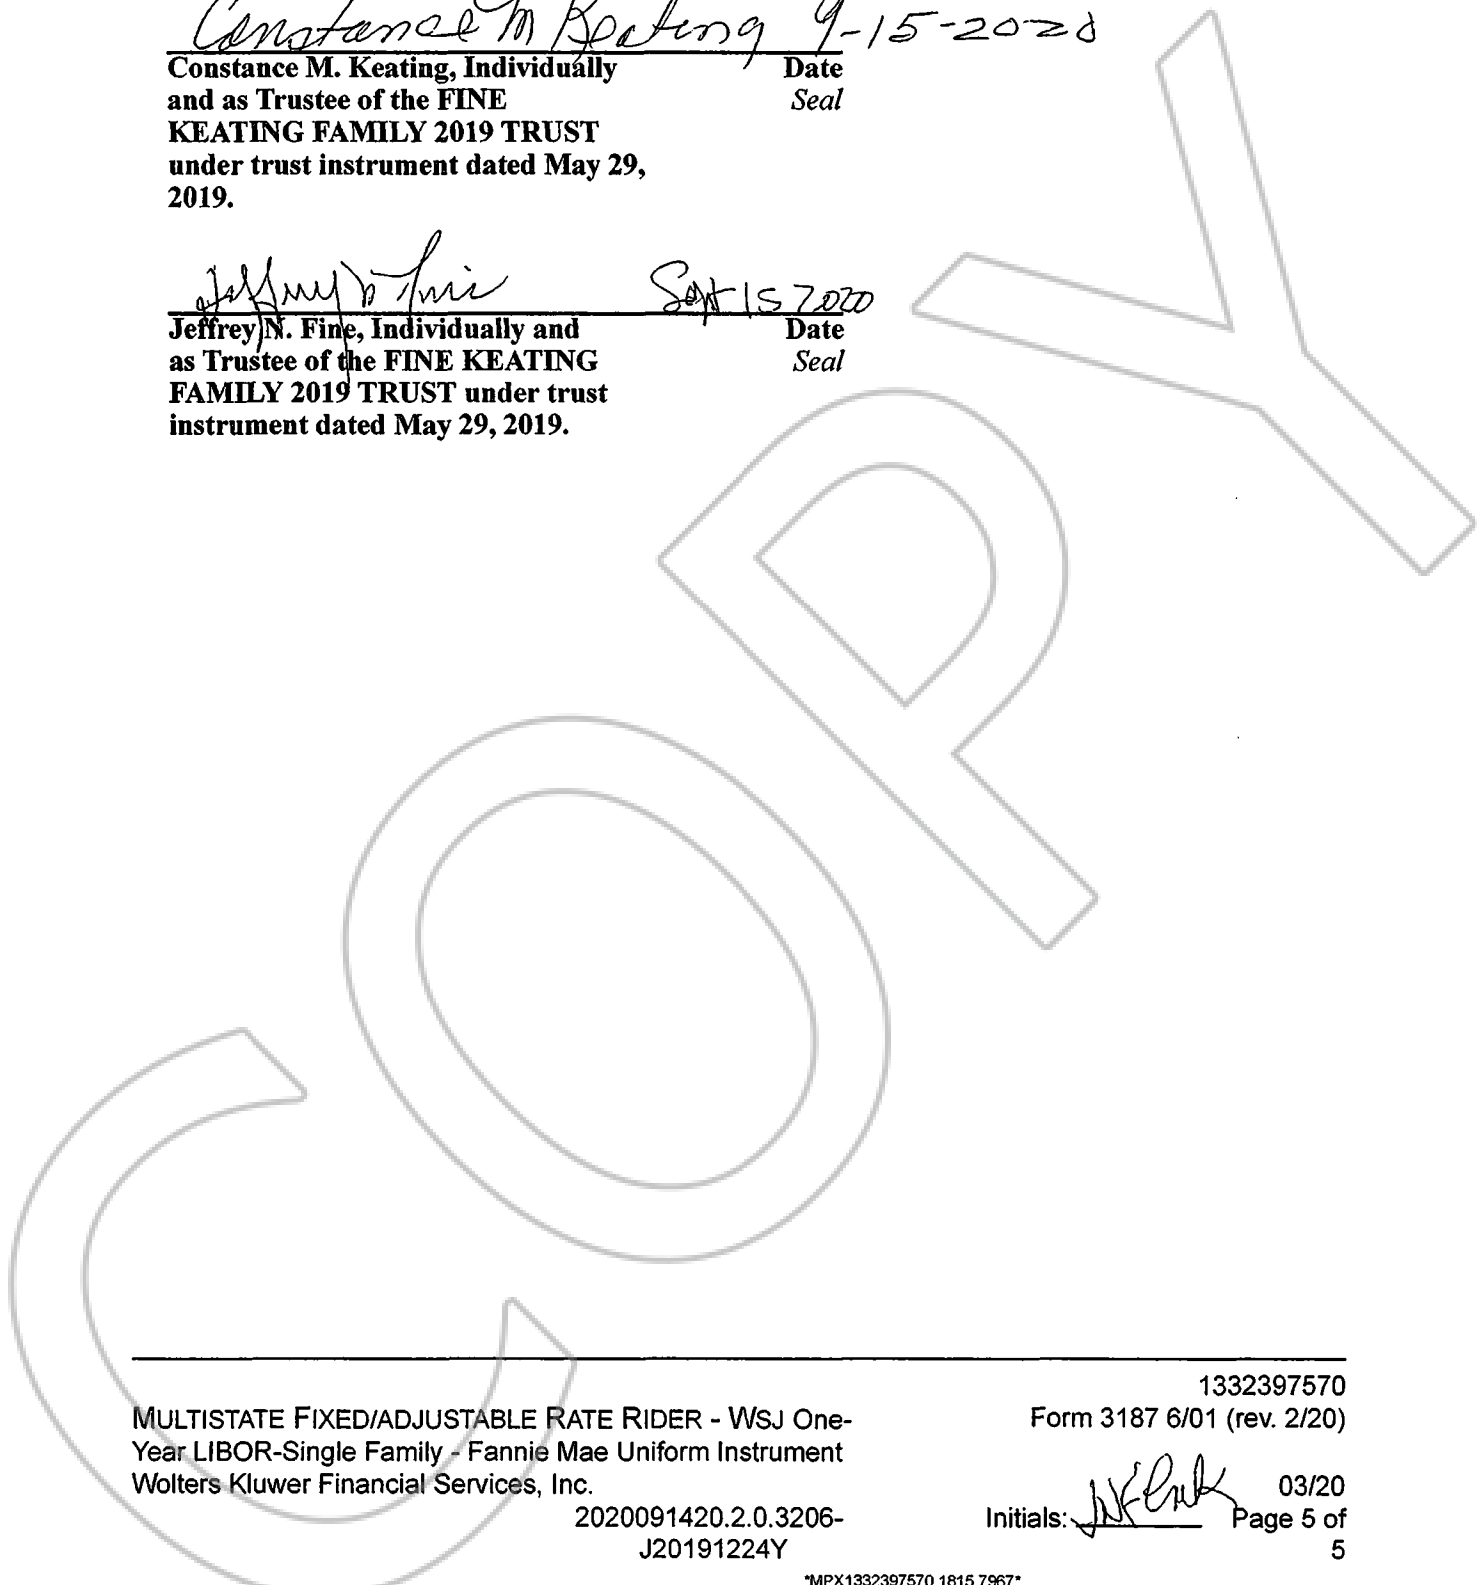 Constance M Keating 9-15-2020
Constance M. Keating, Individually Date
and as Trustee of the FINE Seal
KEATING FAMILY 2019 TRUST
under trust instrument dated May 29,
2019.
Jeffrey N Fine Sept 15 2020
Jeffrey N. Fine, Individually and Date
as Trustee of the FINE KEATING Seal
FAMILY 2019 TRUST under trust
instrument dated May 29, 2019.
COPY
1332397570
MULTISTATE FIXED/ADJUSTABLE RATE RIDER - WSJ One- Form 3187 6/01 (rev. 2/20)
Year LIBOR-Single Family - Fannie Mae Uniform Instrument
Wolters Kluwer Financial Services, Inc. 03/20
2020091420.2.0.3206- Initials: JNF CMK Page 5 of
J20191224Y 5
*MPX1332397570 1815 7967*